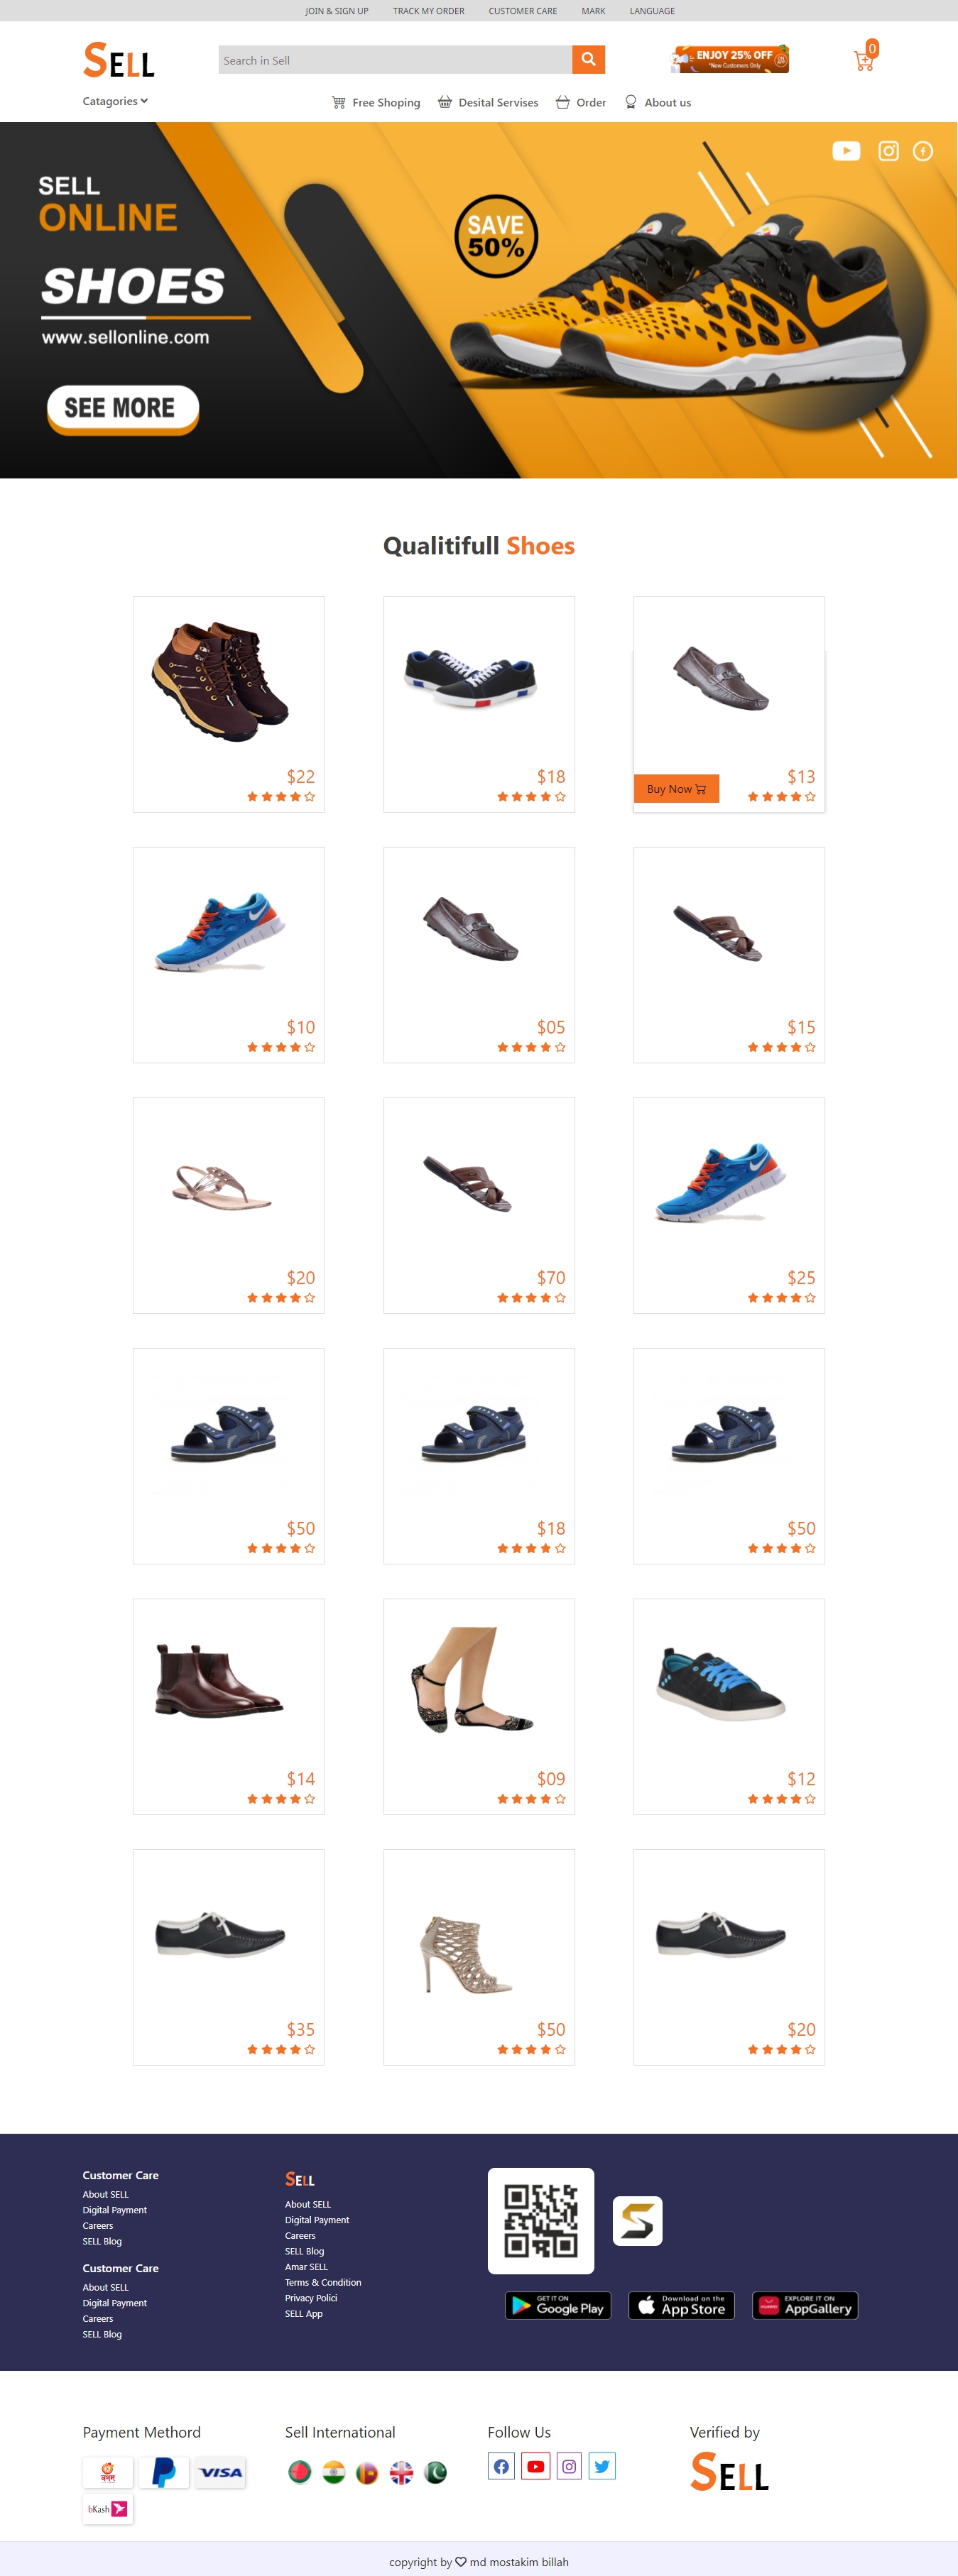 JOIN & SIGN UP TRACK MY ORDER CUSTOMER CARE MARK LANGUAGE
SELL
Search in Sell
ENJOY 25% OFF
*New Customers Only
0
Catagories
Free Shoping Desital Servises Order About us
SELL
ONLINE
SHOES
www.sellonline.com
SEE MORE
SAVE
50%
Qualitifull Shoes
$22
$18
Buy Now
$13
$10
$05
$15
$20
$70
$25
$50
$18
$50
$14
$09
$12
$35
$50
$20
Customer Care
About SELL
Digital Payment
Careers
SELL Blog
Customer Care
About SELL
Digital Payment
Careers
SELL Blog
SELL
About SELL
Digital Payment
Careers
SELL Blog
Amar SELL
Terms & Condition
Privacy Polici
SELL App
GET IT ON
Google Play
Download on the
App Store
EXPLORE IT ON
AppGallery
Payment Methord
নগদ
VISA
bKash
Sell International
Follow Us
Verified by
SELL
copyright by md mostakim billah